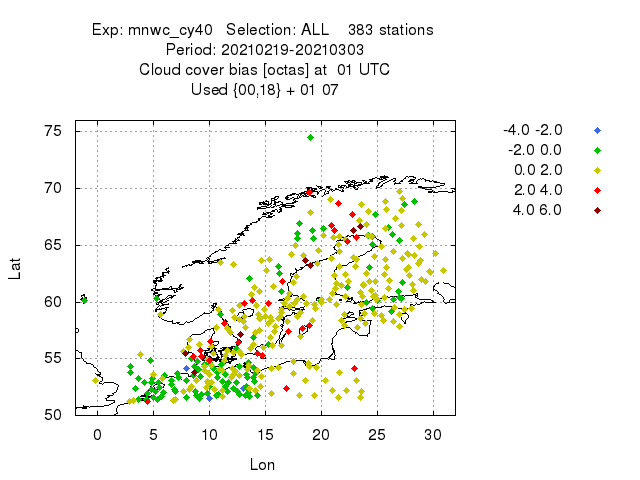 Exp: mnwc_cy40   Selection: ALL    383 stations
Period: 20210219-20210303
Cloud cover bias [octas] at  01 UTC
Used {00,18} + 01 07
-4.0 -2.0
-2.0 0.0
0.0 2.0
2.0 4.0
4.0 6.0
75
70
65
60
55
50
Lat
0 5 10 15 20 25 30
Lon